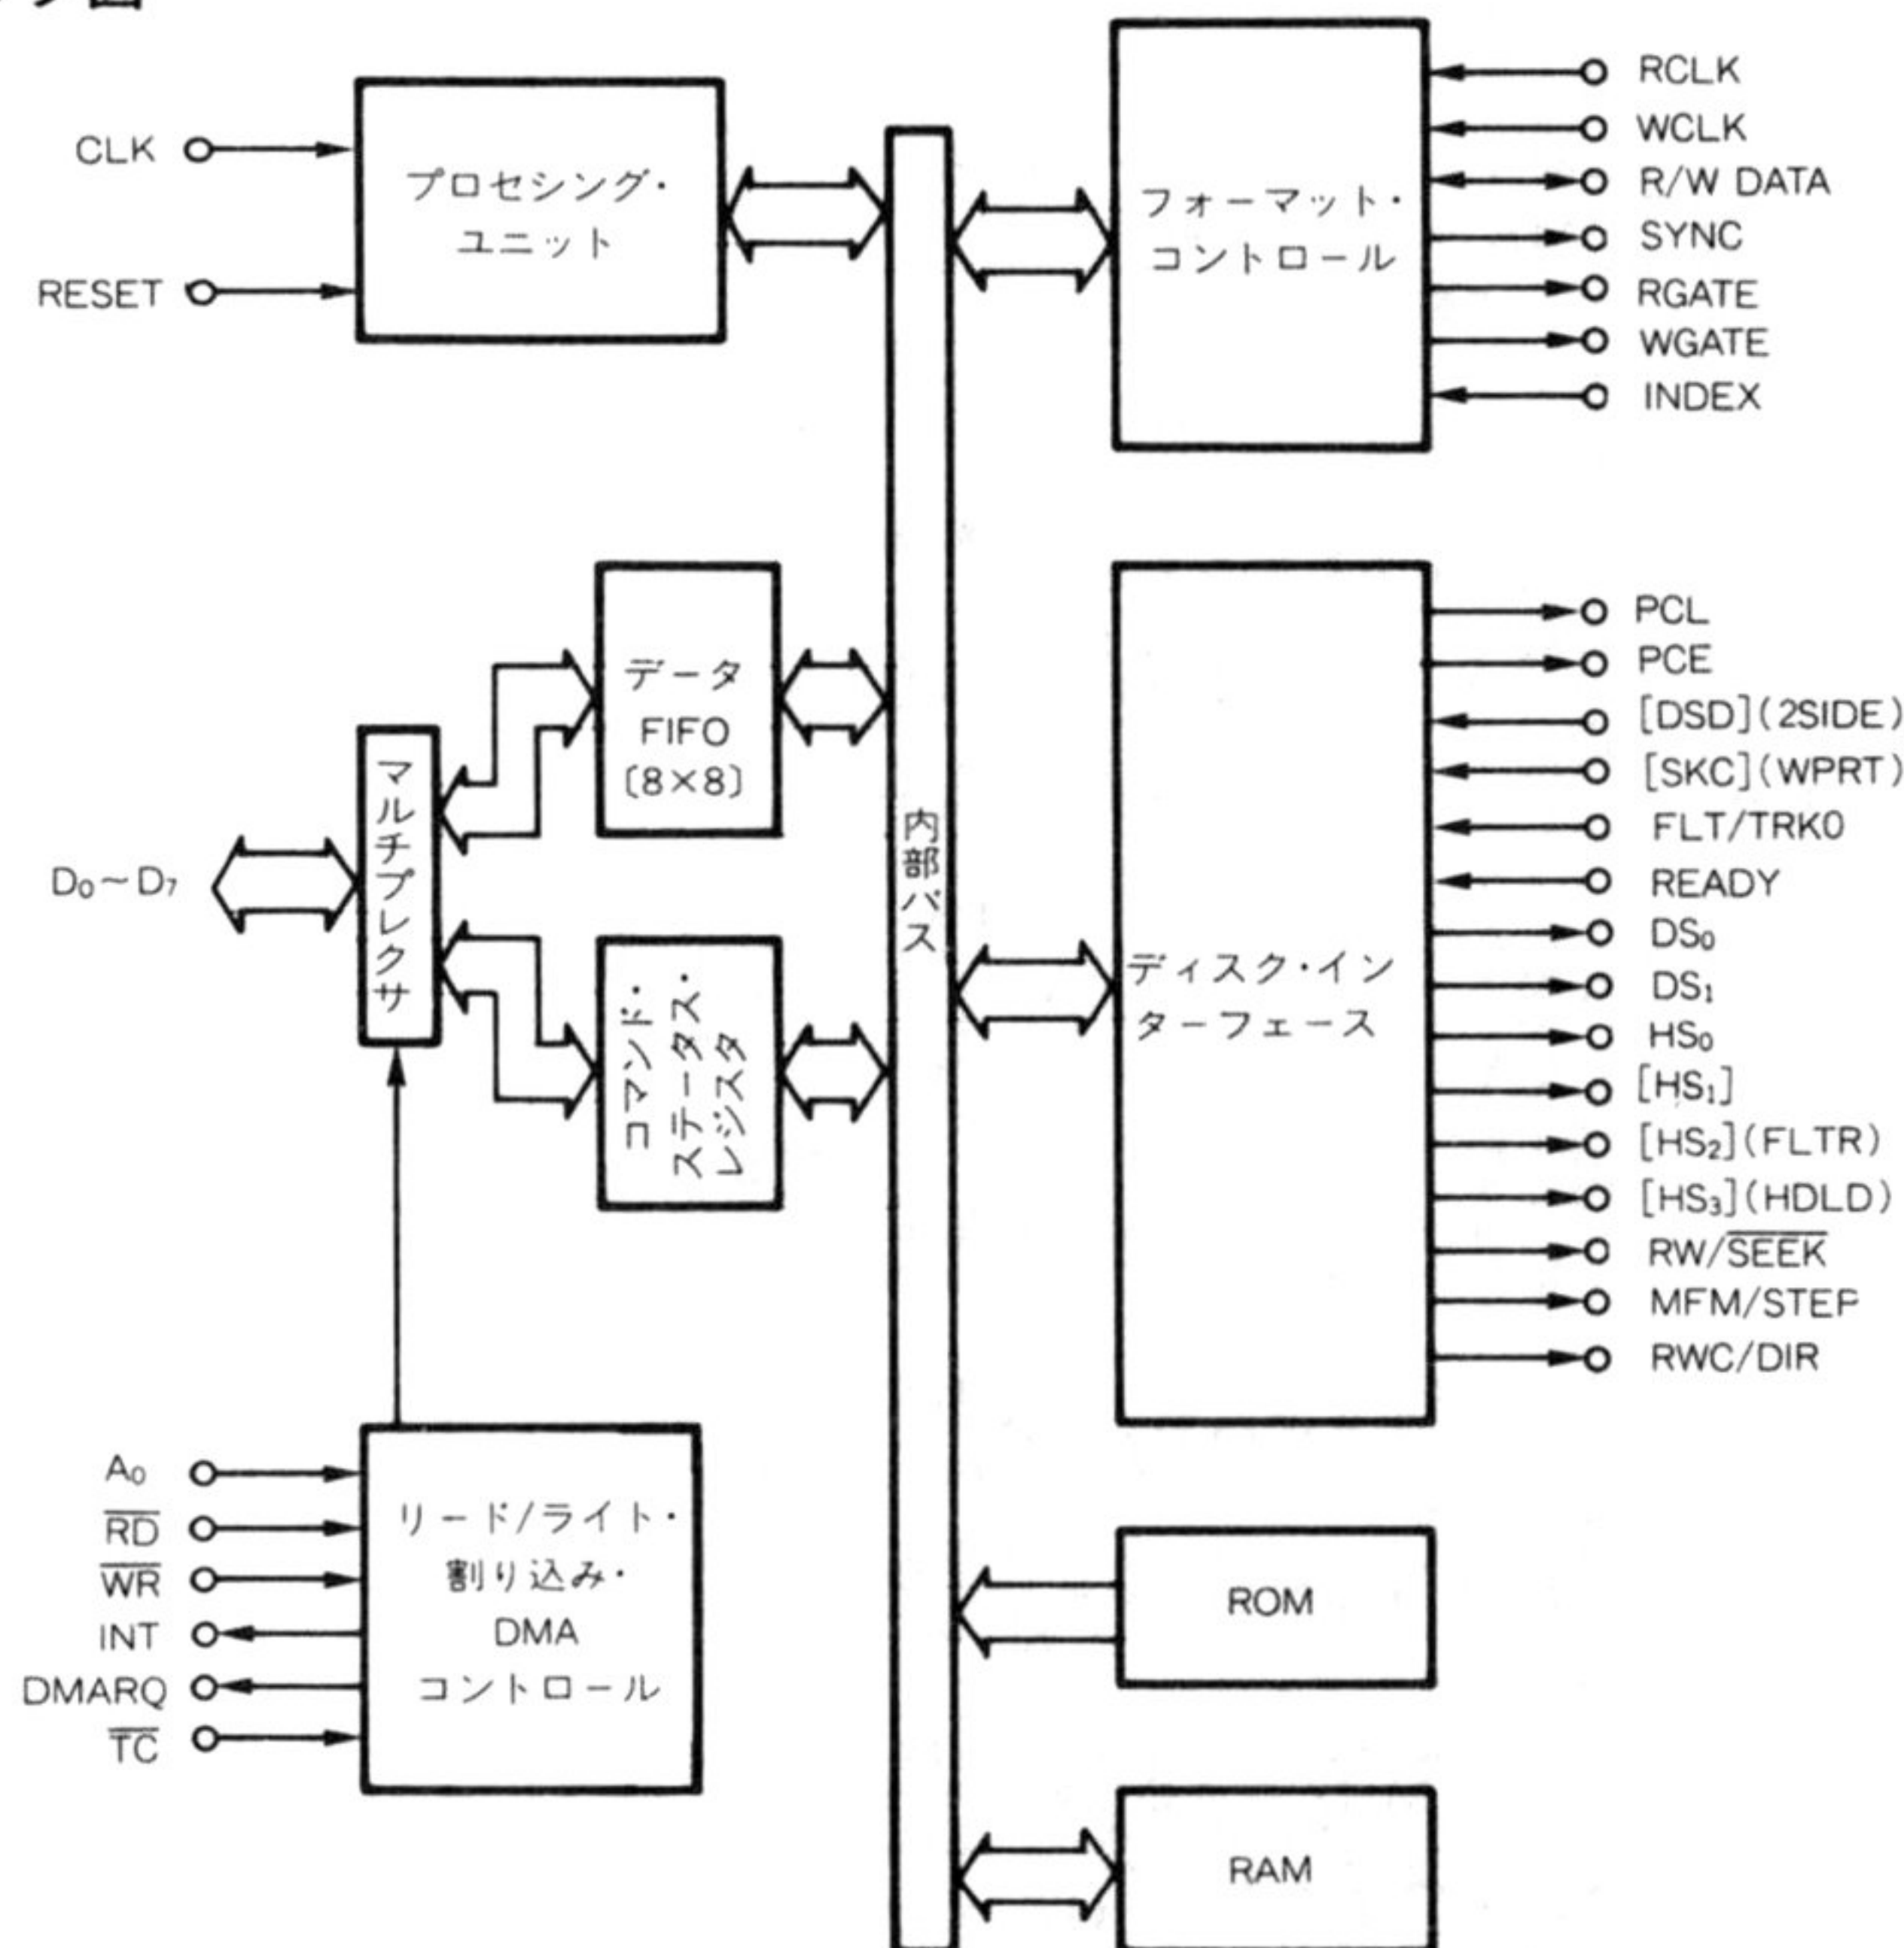 CLK
RESET
プロセシング・
ユニット
フォーマット・
コントロール
RCLK
WCLK
R/W DATA
SYNC
RGATE
WGATE
INDEX
データ
FIFO
〔8×8〕
マルチプレクサ
D₀~D₇
コマンド・
ステータス・
レジスタ
内部バス
ディスク・イン
ターフェース
PCL
PCE
[DSD](2SIDE)
[SKC](WPRT)
FLT/TRK0
READY
DS₀
DS₁
HS₀
[HS₁]
[HS₂](FLTR)
[HS₃](HDLD)
RW/S̅E̅E̅K̅
MFM/STEP
RWC/DIR
A₀
R̅D̅
W̅R̅
INT
DMARQ
T̅C̅
リード/ライト・
割り込み・
DMA
コントロール
ROM
RAM